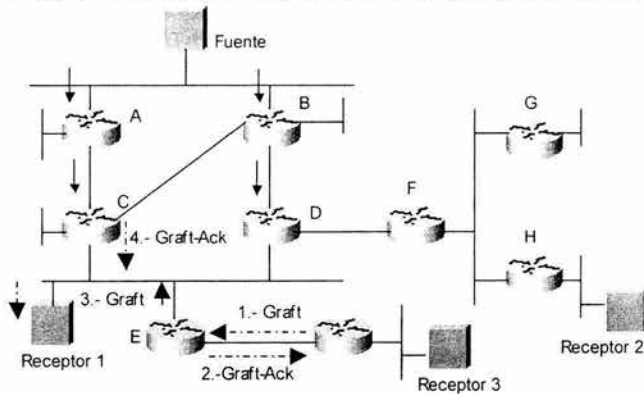 Fuente
A
B
G
C
D
F
4.- Graft-Ack
H
3.- Graft
1.- Graft
E
Receptor 1
2.-Graft-Ack
Receptor 2
Receptor 3